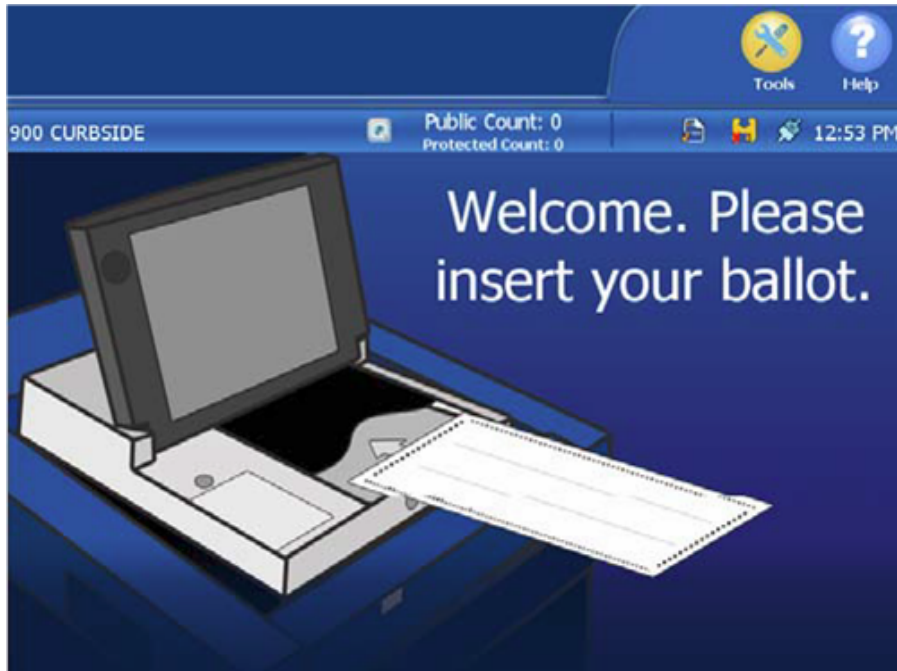 Tools Help
900 CURBSIDE
Public Count: 0
Protected Count: 0
12:53 PM
Welcome. Please
insert your ballot.